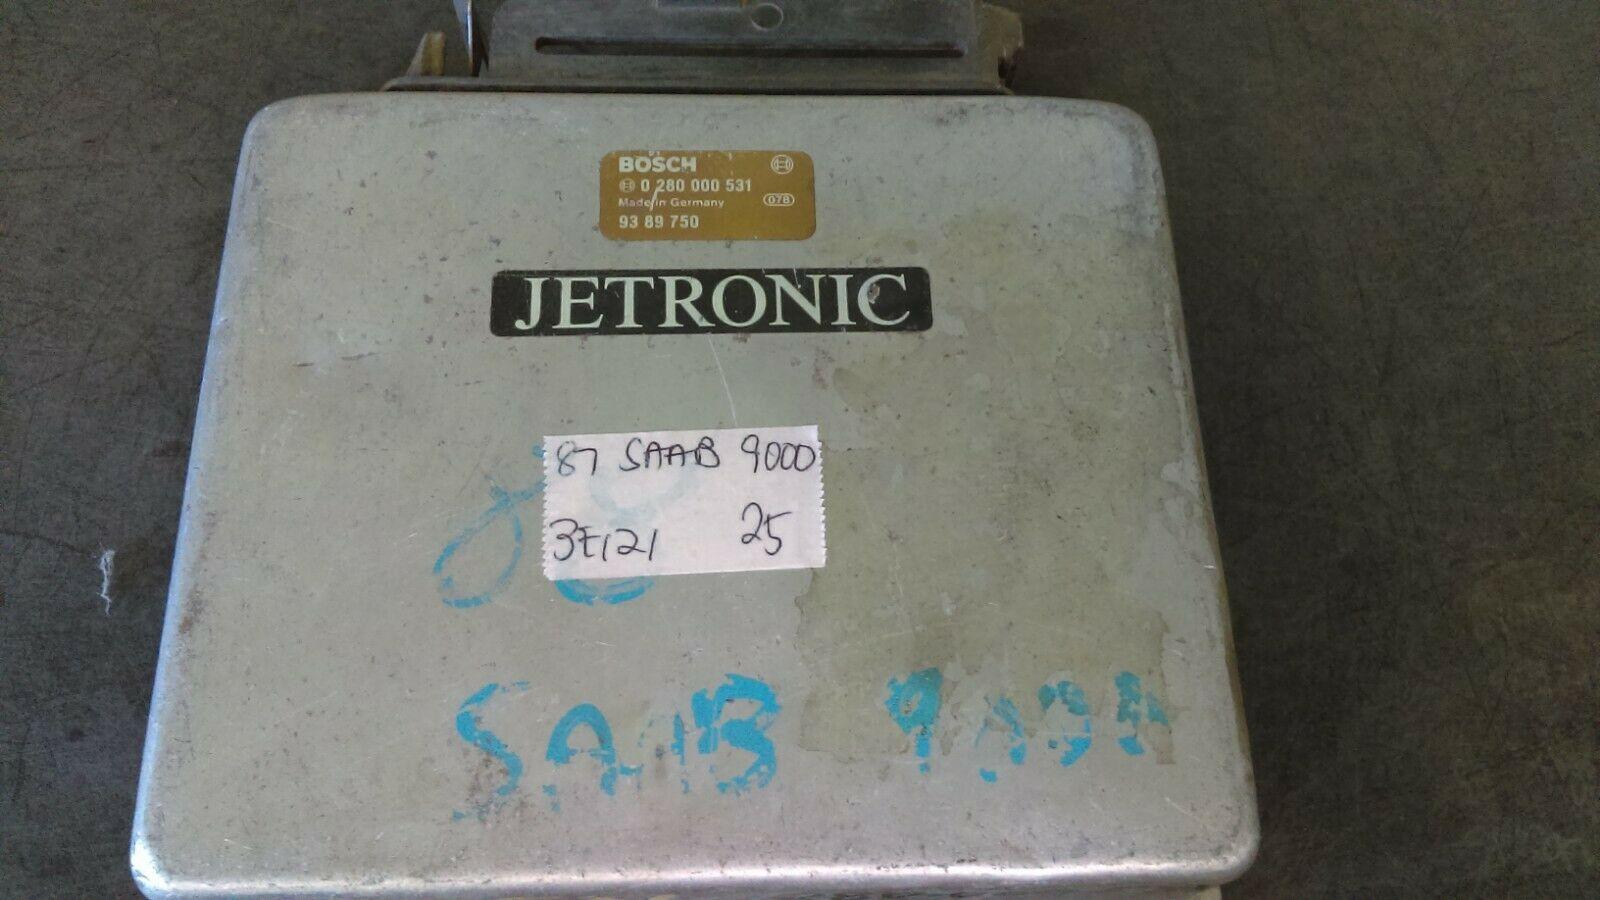 BOSCH
0 280 000 531
Made in Germany 078
93 89 750
JETRONIC
87 SAAB 9000
3E121 25
SAAB